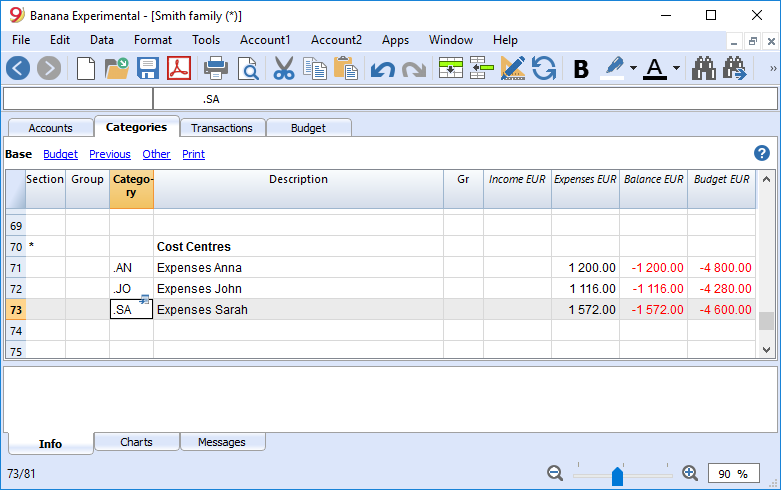 Banana Experimental - [Smith family (*)]
File Edit Data Categories Format Tools Account1 Account2 Apps Window Help
.SA
Accounts Categories Transactions Budget
Base Budget Previous Other Print
Section Group Catego-
ry Description Gr Income EUR Expenses EUR Balance EUR Budget EUR
69
70 * Cost Centres
71 .AN Expenses Anna 1 200.00 -1 200.00 -4 800.00
72 .JO Expenses John 1 116.00 -1 116.00 -4 280.00
73 .SA Expenses Sarah 1 572.00 -1 572.00 -4 600.00
74
75
Info Charts Messages
73/81 90 %